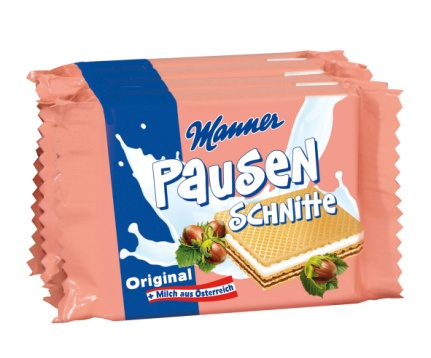 Manner
PAUSEN
SCHNITTE
Original
+ Milch aus Österreich